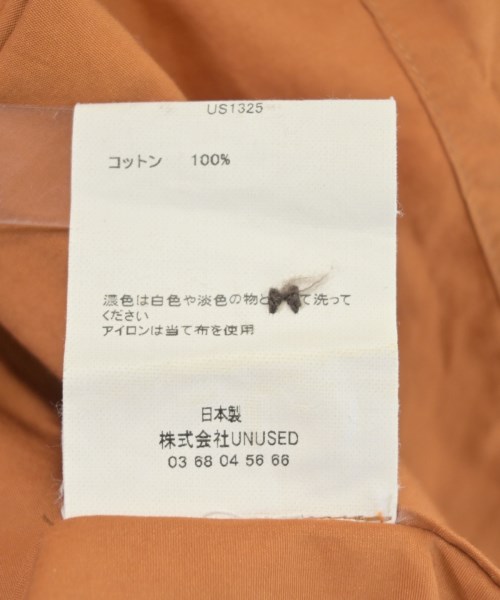 US1325
コットン 100%
濃色は白色や淡色の物と て洗って
ください
アイロンは当て布を使用
日本製
株式会社UNUSED
03 68 04 56 66